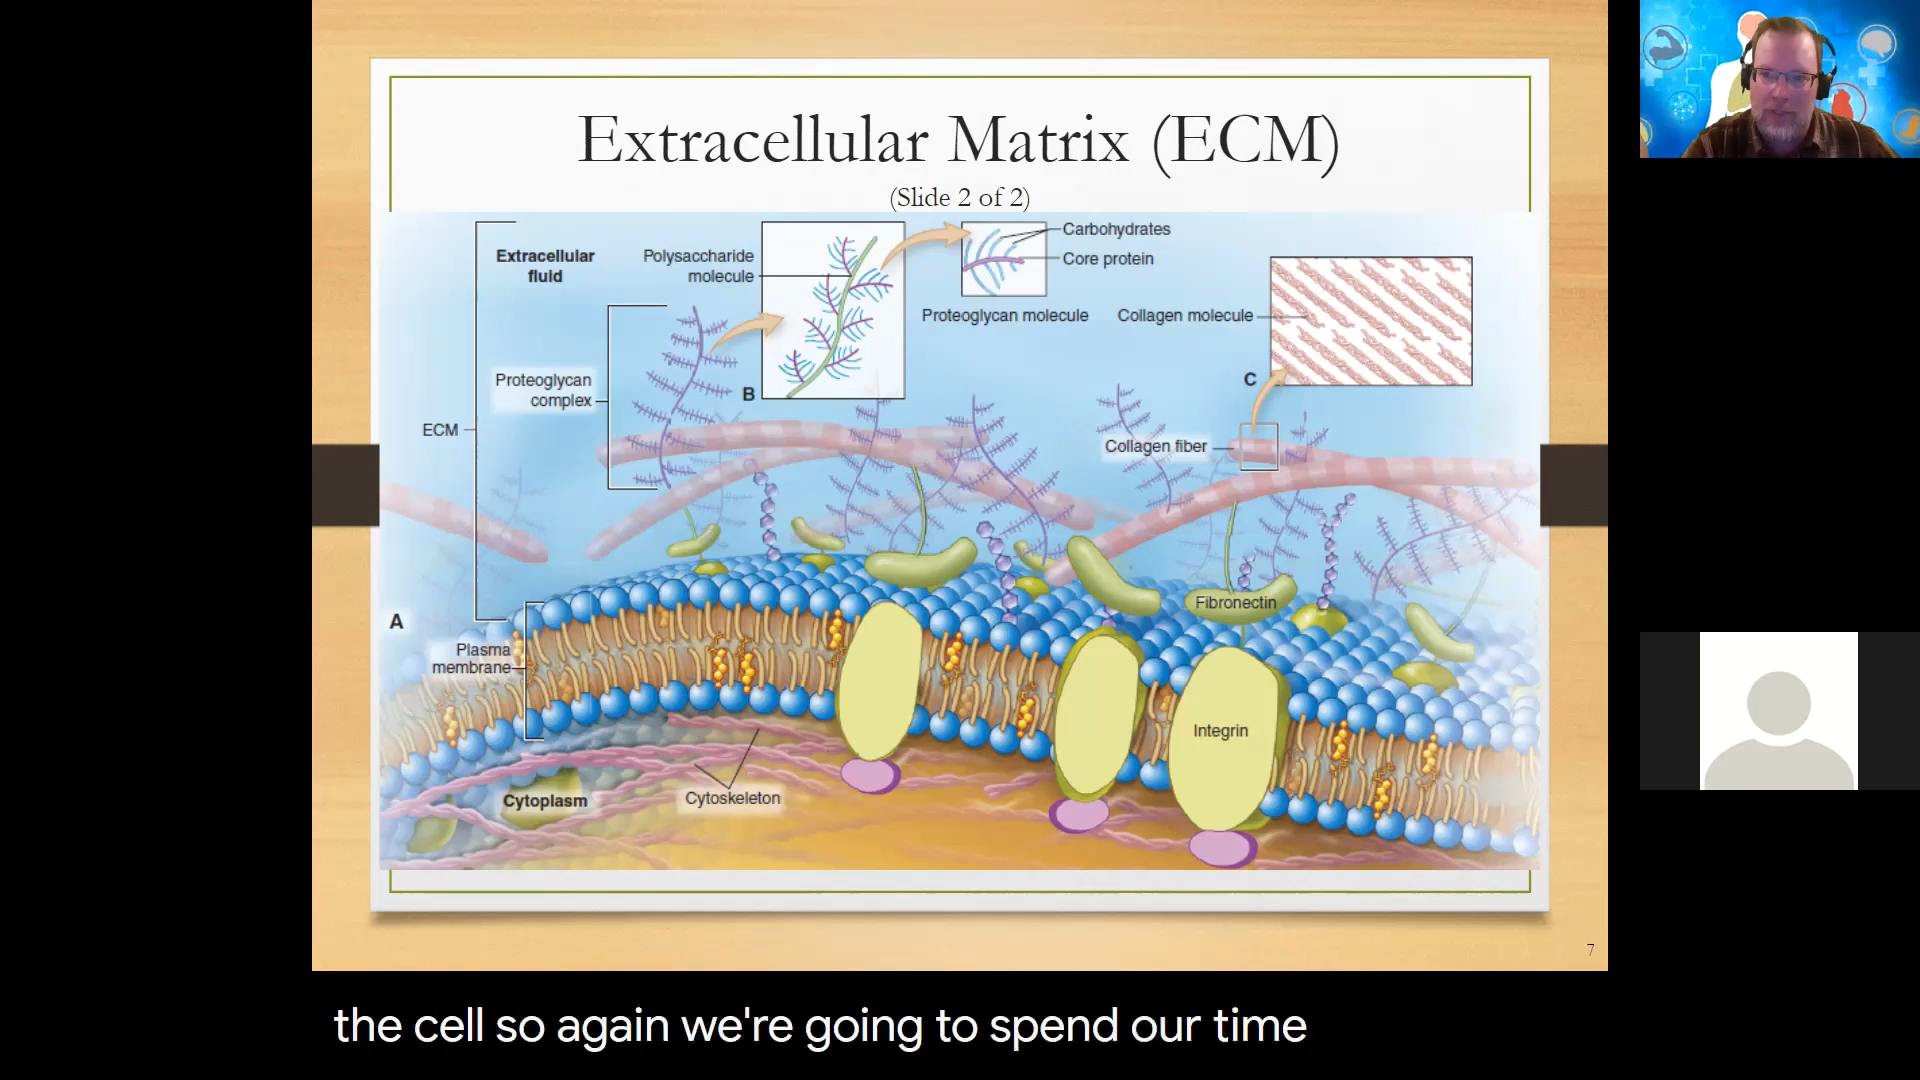 Extracellular Matrix (ECM)
(Slide 2 of 2)
Extracellular
fluid
Polysaccharide
molecule
Carbohydrates
Core protein
Proteoglycan molecule
Collagen molecule
Proteoglycan
complex
B
C
ECM
Collagen fiber
A
Fibronectin
Plasma
membrane
Integrin
Cytoplasm
Cytoskeleton
7
the cell so again we're going to spend our time